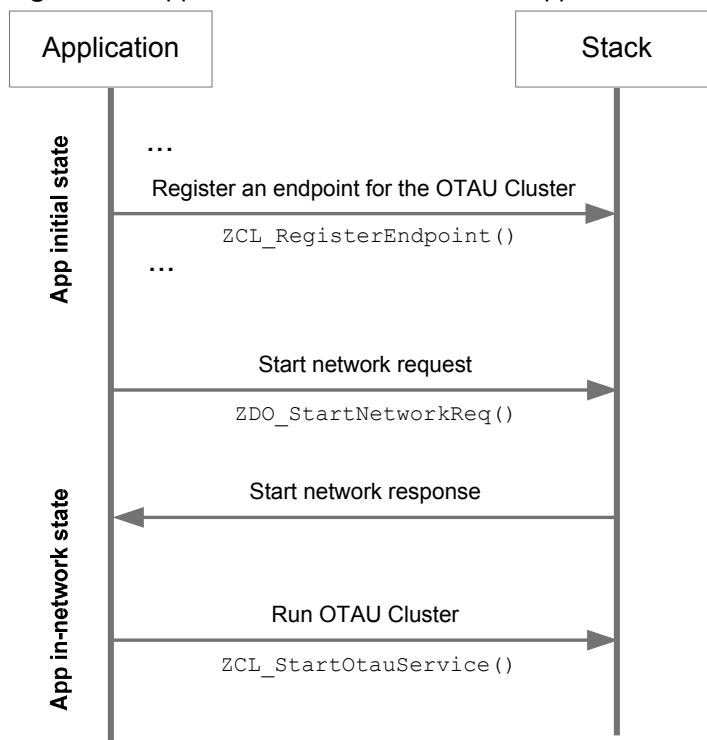 Application
Stack
App initial state
...
Register an endpoint for the OTAU Cluster
ZCL_RegisterEndpoint()
...
Start network request
ZDO_StartNetworkReq()
App in-network state
Start network response
Run OTAU Cluster
ZCL_StartOtauService()